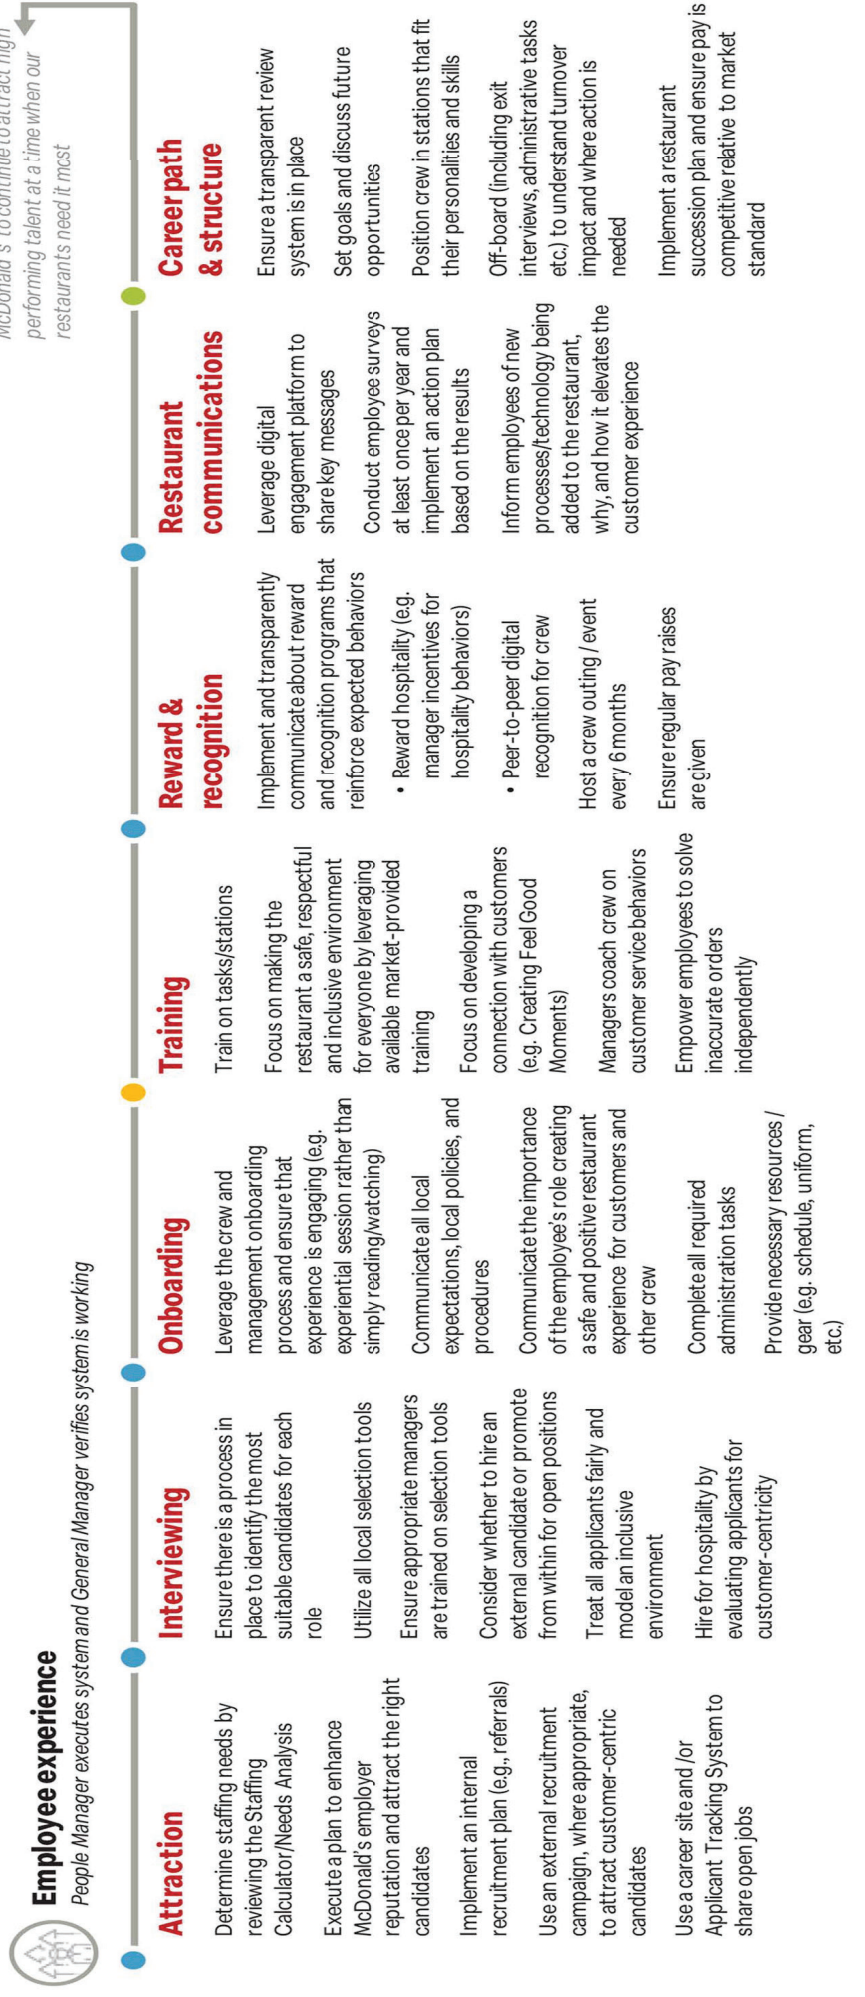 McDonald's to continue to attract high
performing talent at a time when our
restaurants need it most
Employee experience
People Manager executes system and General Manager verifies system is working
Attraction
Determine staffing needs by
reviewing the Staffing
Calculator/Needs Analysis
Execute a plan to enhance
McDonald's employer
reputation and attract the right
candidates
Implement an internal
recruitment plan (e.g., referrals)
Use an external recruitment
campaign, where appropriate,
to attract customer-centric
candidates
Use a career site and /or
Applicant Tracking System to
share open jobs
Interviewing
Ensure there is a process in
place to identify the most
suitable candidates for each
role
Utilize all local selection tools
Ensure appropriate managers
are trained on selection tools
Consider whether to hire an
external candidate or promote
from within for open positions
Treat all applicants fairly and
model an inclusive
environment
Hire for hospitality by
evaluating applicants for
customer-centricity
Onboarding
Leverage the crew and
management onboarding
process and ensure that
experience is engaging (e.g.
experiential session rather than
simply reading/watching)
Communicate all local
expectations, local policies, and
procedures
Communicate the importance
of the employee's role creating
a safe and positive restaurant
experience for customers and
other crew
Complete all required
administration tasks
Provide necessary resources /
gear (e.g. schedule, uniform,
etc.)
Training
Train on tasks/stations
Focus on making the
restaurant a safe, respectful
and inclusive environment
for everyone by leveraging
available market-provided
training
Focus on developing a
connection with customers
(e.g. Creating Feel Good
Moments)
Managers coach crew on
customer service behaviors
Empower employees to solve
inaccurate orders
independently
Reward &
recognition
Implement and transparently
communicate about reward
and recognition programs that
reinforce expected behaviors
• Reward hospitality (e.g.
manager incentives for
hospitality behaviors)
• Peer-to-peer digital
recognition for crew
Host a crew outing / event
every 6 months
Ensure regular pay raises
are given
Restaurant
communications
Leverage digital
engagement platform to
share key messages
Conduct employee surveys
at least once per year and
implement an action plan
based on the results
Inform employees of new
processes/technology being
added to the restaurant,
why, and how it elevates the
customer experience
Career path
& structure
Ensure a transparent review
system is in place
Set goals and discuss future
opportunities
Position crew in stations that fit
their personalities and skills
Off-board (including exit
interviews, administrative tasks
etc.) to understand turnover
impact and where action is
needed
Implement a restaurant
succession plan and ensure pay is
competitive relative to market
standard